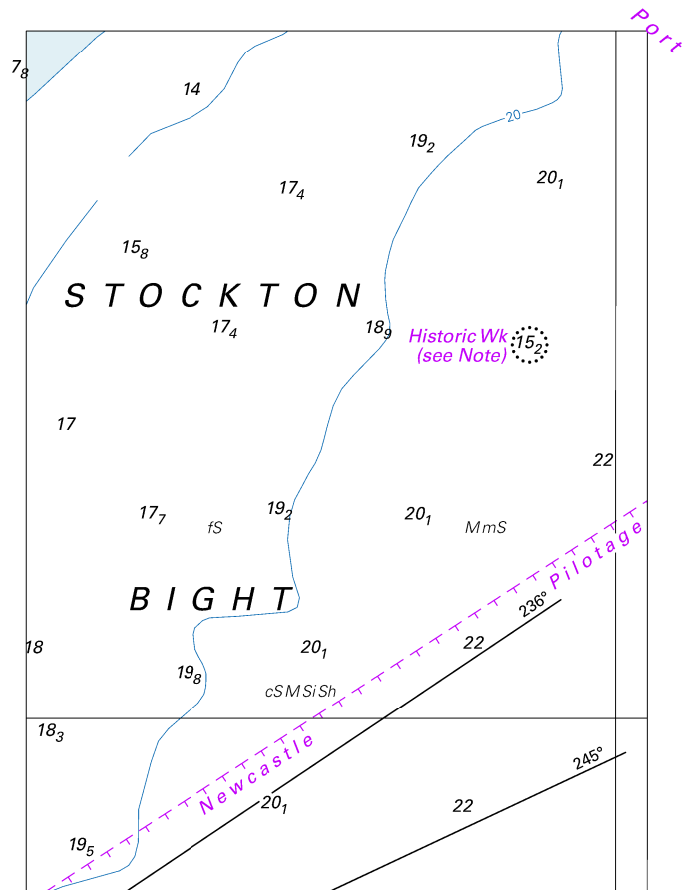 Port
7₈
14
20
19₂
17₄
20₁
15₈
STOCKTON
17₄
18₉
Historic Wk
(see Note)
15₂
17
22
17₇
fS
19₂
20₁
MmS
Pilotage
BIGHT
236°
18
20₁
22
19₈
cSMSiSh
18₃
Newcastle
245°
20₁
22
19₅